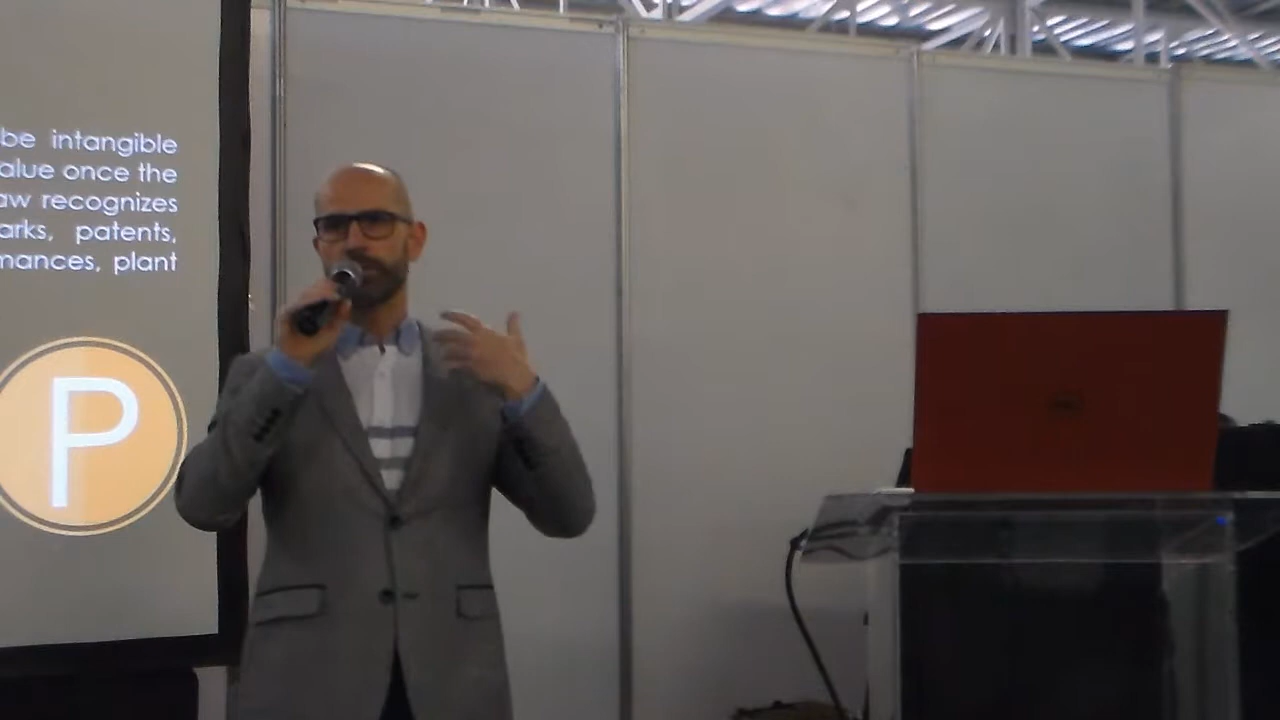 be intangible
alue once the
aw recognizes
arks, patents,
mances, plant
P